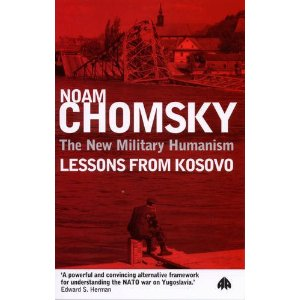 NOAM
CHOMSKY
The New Military Humanism
LESSONS FROM KOSOVO
‘A powerful and convincing alternative framework
for understanding the NATO war on Yugoslavia.’
Edward S. Herman